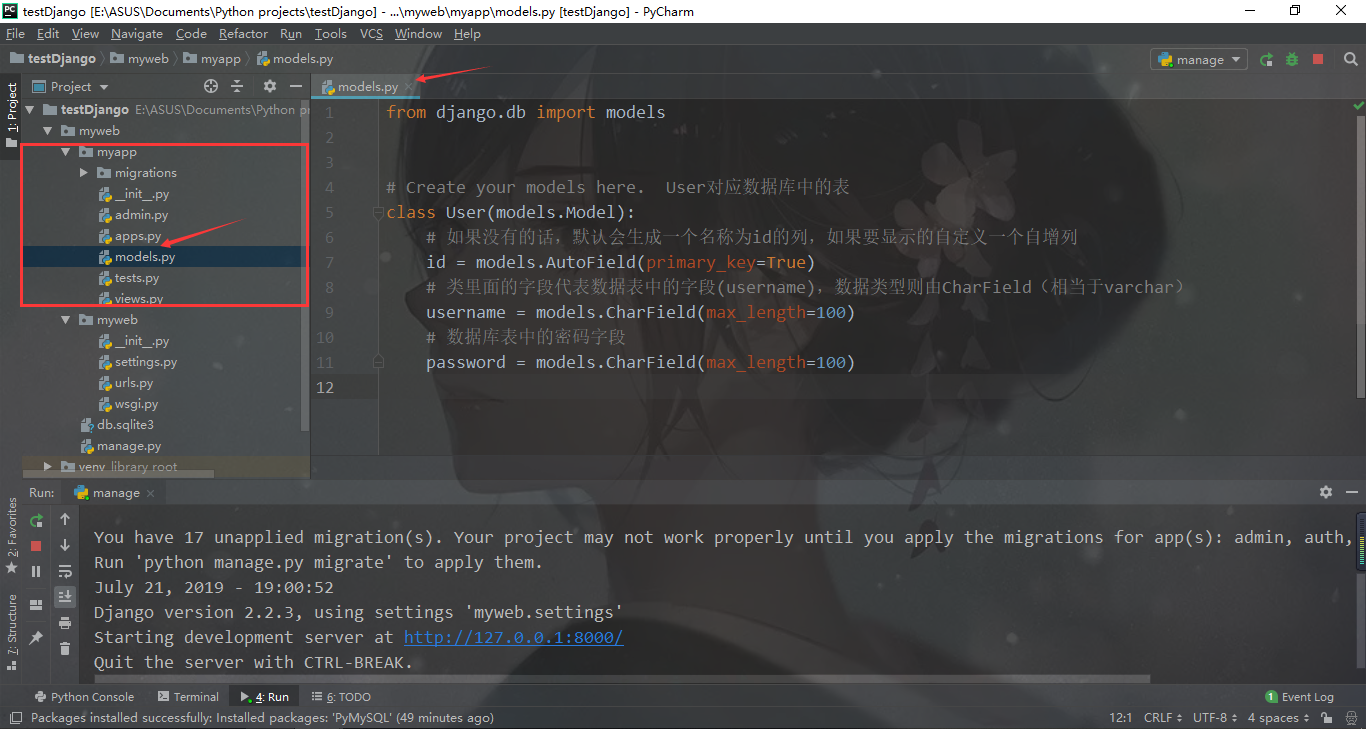 testDjango [E:\ASUS\Documents\Python projects\testDjango] - ...\myweb\myapp\models.py [testDjango] - PyCharm
File Edit View Navigate Code Refactor Run Tools VCS Window Help
testDjango myweb myapp models.py manage
1: Project
Project
models.py
testDjango E:\ASUS\Documents\Python
myweb
myapp
migrations
__init__.py
admin.py
apps.py
models.py
tests.py
views.py
myweb
__init__.py
settings.py
urls.py
wsgi.py
db.sqlite3
manage.py
venv library root
1 from django.db import models
2
3
4 # Create your models here. User对应数据库中的表
5 class User(models.Model):
6 # 如果没有的话，默认会生成一个名称为id的列，如果要显示的自定义一个自增列
7 id = models.AutoField(primary_key=True)
8 # 类里面的字段代表数据表中的字段(username)，数据类型则由CharField（相当于varchar）
9 username = models.CharField(max_length=100)
10 # 数据库表中的密码字段
11 password = models.CharField(max_length=100)
12
Run: manage
2: Favorites
7: Structure
You have 17 unapplied migration(s). Your project may not work properly until you apply the migrations for app(s): admin, auth,
Run 'python manage.py migrate' to apply them.
July 21, 2019 - 19:00:52
Django version 2.2.3, using settings 'myweb.settings'
Starting development server at http://127.0.0.1:8000/
Quit the server with CTRL-BREAK.
Python Console Terminal 4: Run 6: TODO 1 Event Log
Packages installed successfully: Installed packages: 'PyMySQL' (49 minutes ago) 12:1 CRLF UTF-8 4 spaces